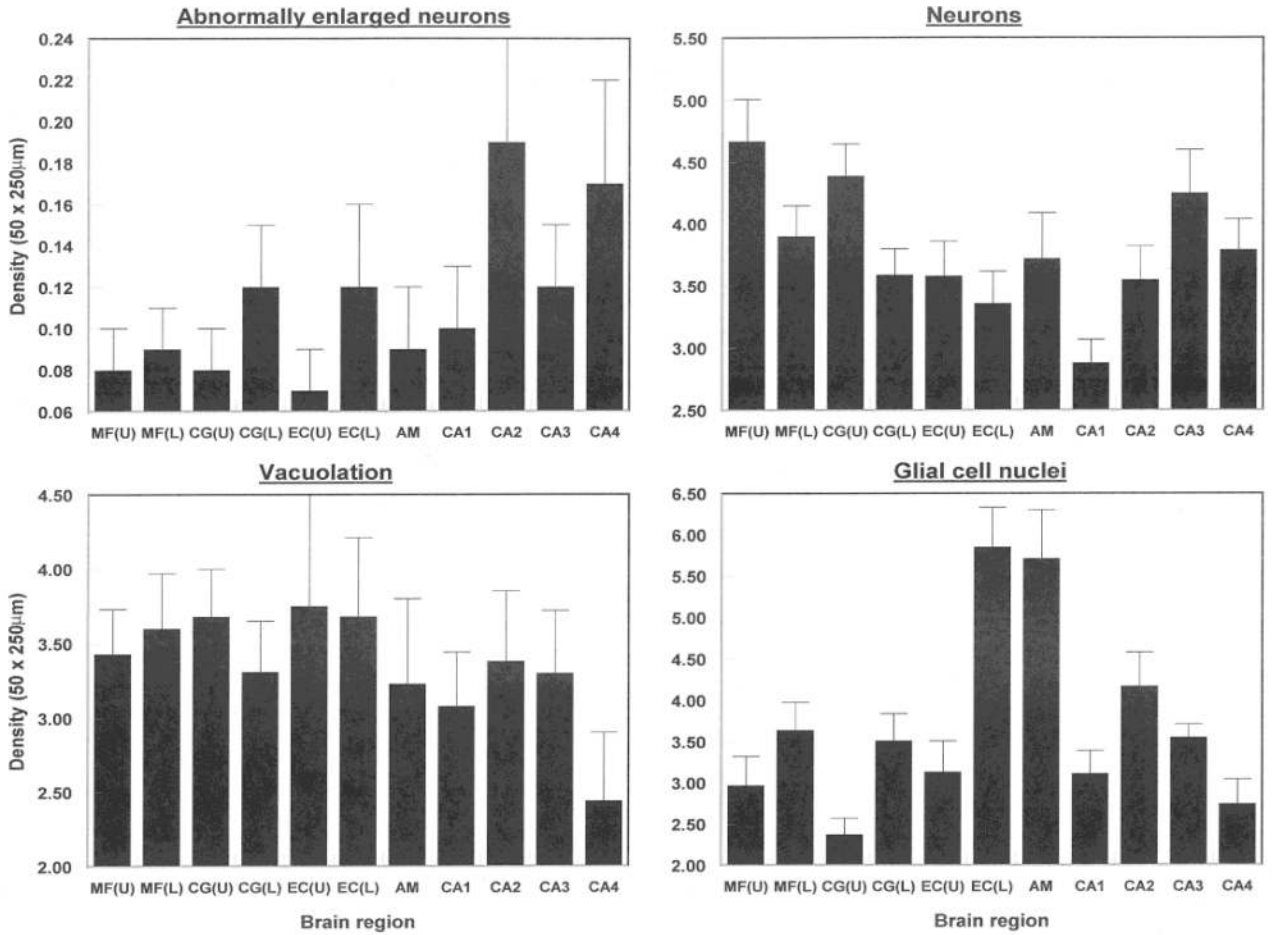 Abnormally enlarged neurons
Density (50 x 250μm)
0.24
0.22
0.20
0.18
0.16
0.14
0.12
0.10
0.08
0.06
MF(U) MF(L) CG(U) CG(L) EC(U) EC(L) AM CA1 CA2 CA3 CA4
Neurons
5.50
5.00
4.50
4.00
3.50
3.00
2.50
MF(U) MF(L) CG(U) CG(L) EC(U) EC(L) AM CA1 CA2 CA3 CA4
Vacuolation
Density (50 x 250μm)
4.50
4.00
3.50
3.00
2.50
2.00
MF(U) MF(L) CG(U) CG(L) EC(U) EC(L) AM CA1 CA2 CA3 CA4
Brain region
Glial cell nuclei
6.50
6.00
5.50
5.00
4.50
4.00
3.50
3.00
2.50
2.00
MF(U) MF(L) CG(U) CG(L) EC(U) EC(L) AM CA1 CA2 CA3 CA4
Brain region